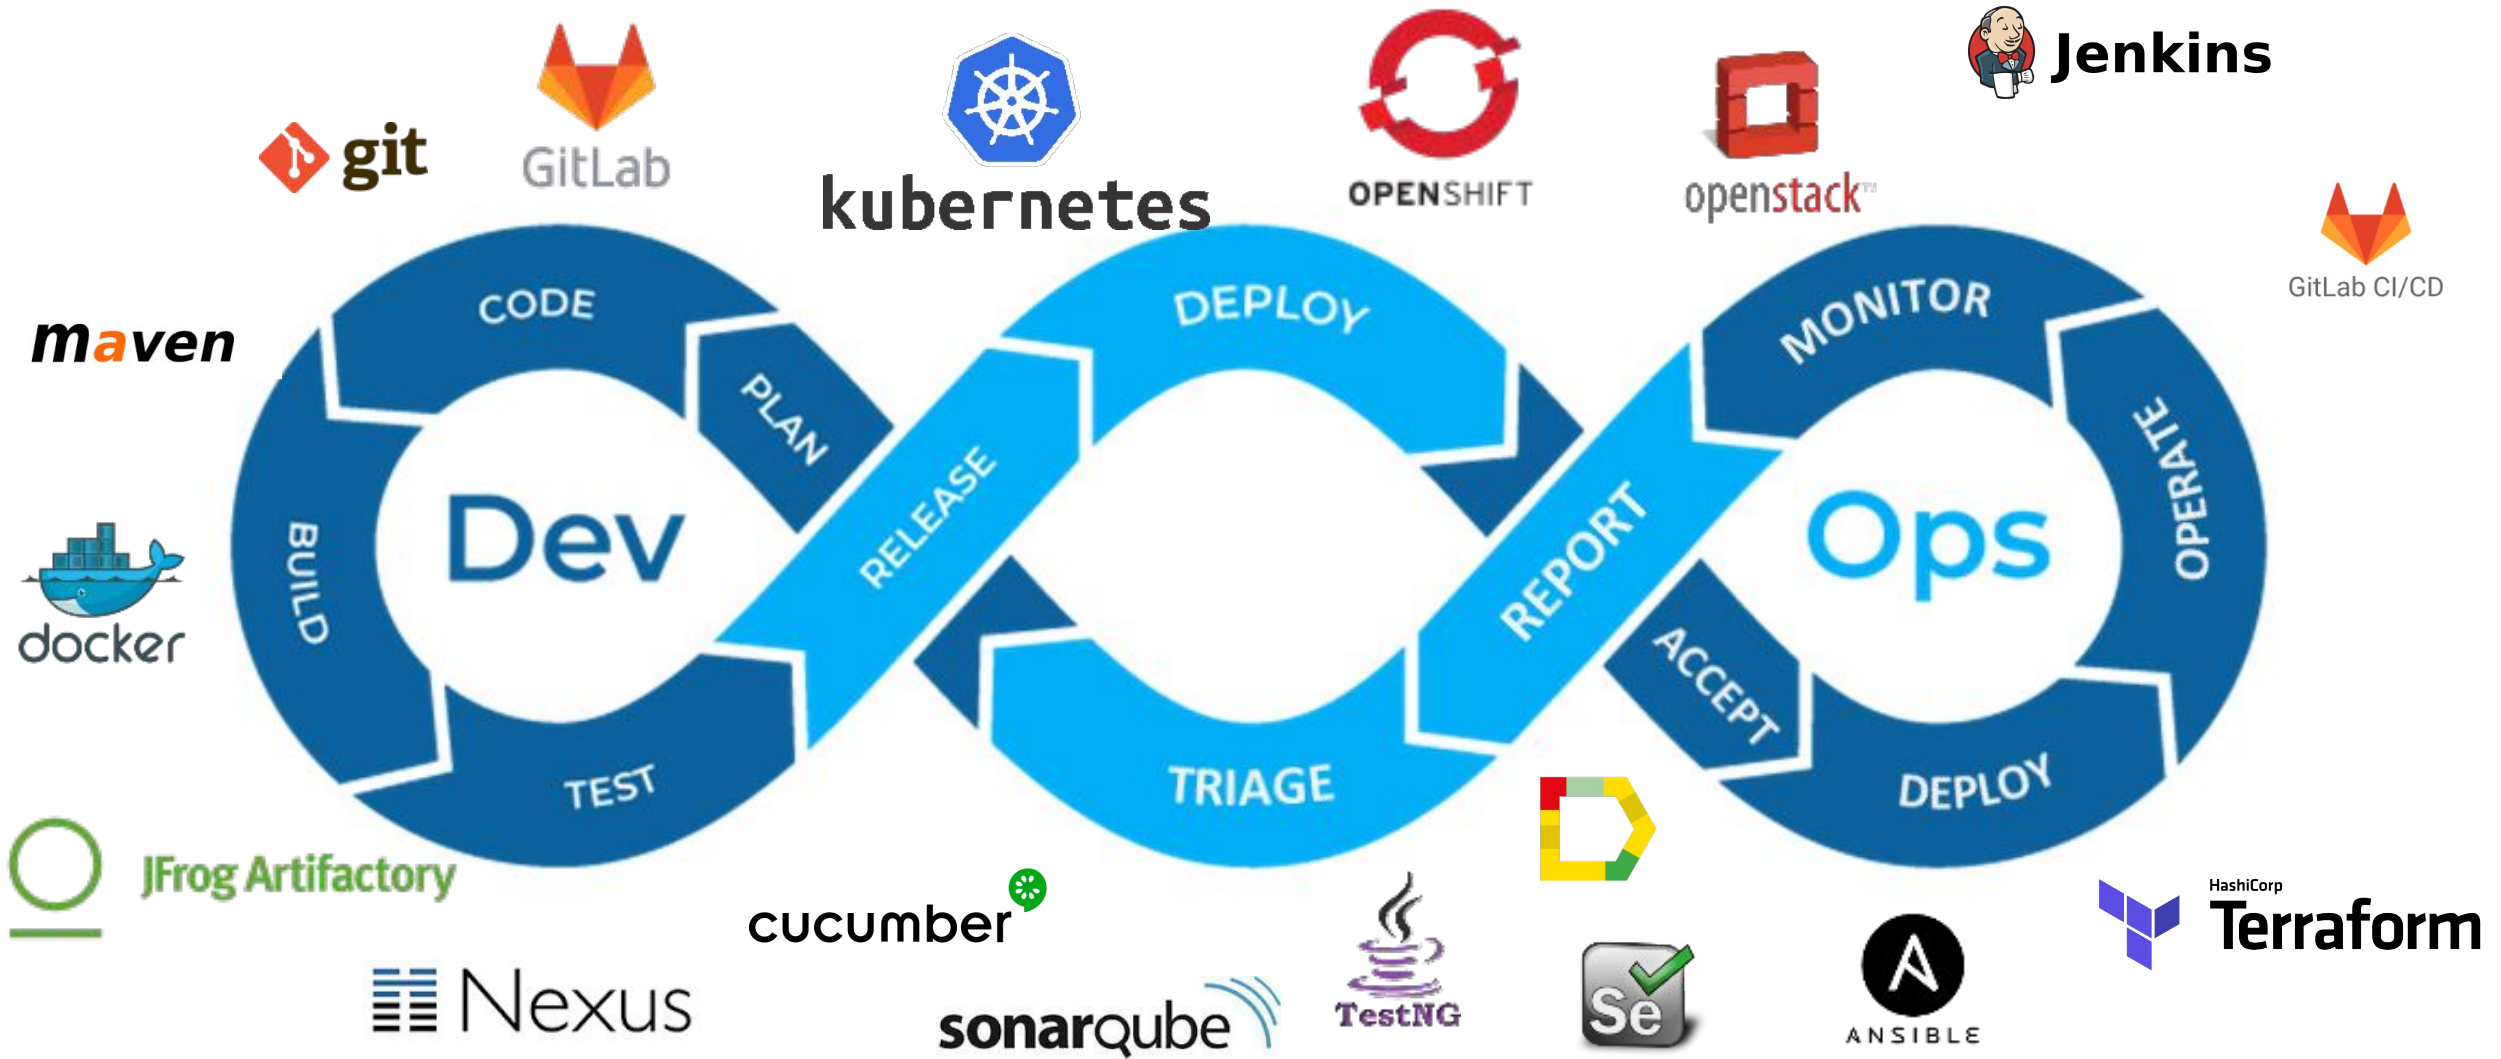 Jenkins
git
GitLab
kubernetes
OPENSHIFT
openstack
TM
GitLab CI/CD
maven
CODE
DEPLOY
MONITOR
PLAN
OPERATE
RELEASE
Dev
REPORT
Ops
BUILD
docker
ACCEPT
TEST
TRIAGE
DEPLOY
JFrog Artifactory
cucumber
HashiCorp
Terraform
Nexus
sonarqube
TestNG
Se
ANSIBLE